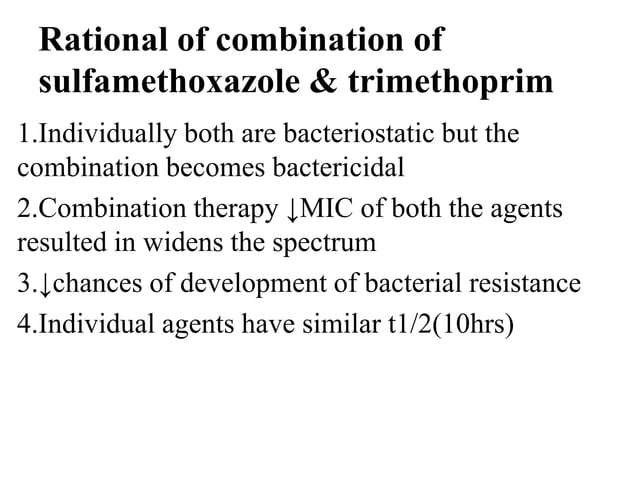 Rational of combination of
sulfamethoxazole & trimethoprim
1.Individually both are bacteriostatic but the
combination becomes bactericidal
2.Combination therapy ↓MIC of both the agents
resulted in widens the spectrum
3.↓chances of development of bacterial resistance
4.Individual agents have similar t1/2(10hrs)